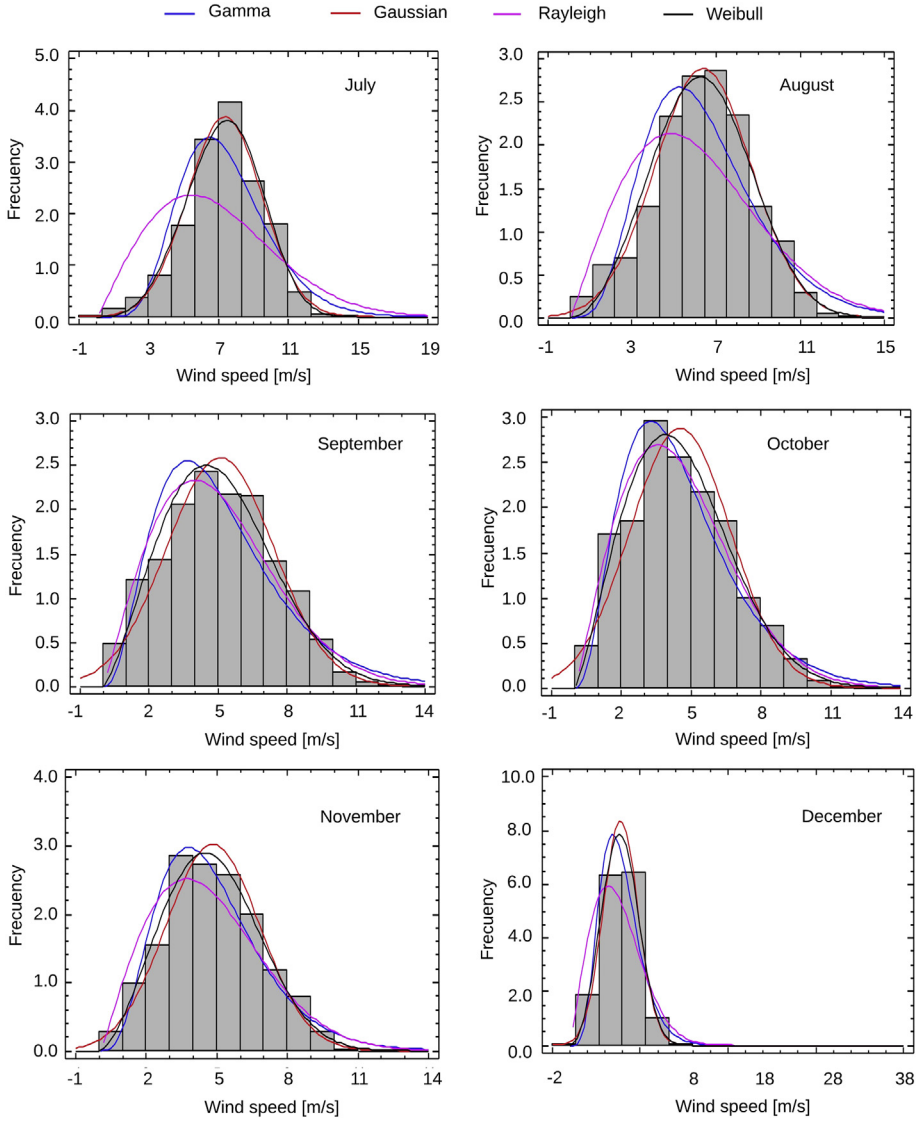 Gamma Gaussian Rayleigh Weibull
July
5.0
4.0
3.0
2.0
1.0
0.0
Frecuency
-1 3 7 11 15 19
Wind speed [m/s]
August
3.0
2.5
2.0
1.5
1.0
0.5
0.0
Frecuency
-1 3 7 11 15
Wind speed [m/s]
September
3.0
2.5
2.0
1.5
1.0
0.5
0.0
Frecuency
-1 2 5 8 11 14
Wind speed [m/s]
October
3.0
2.5
2.0
1.5
1.0
0.5
0.0
Frecuency
-1 2 5 8 11 14
Wind speed [m/s]
November
4.0
3.0
2.0
1.0
0.0
Frecuency
-1 2 5 8 11 14
Wind speed [m/s]
December
10.0
8.0
6.0
4.0
2.0
0.0
Frecuency
-2 8 18 28 38
Wind speed [m/s]